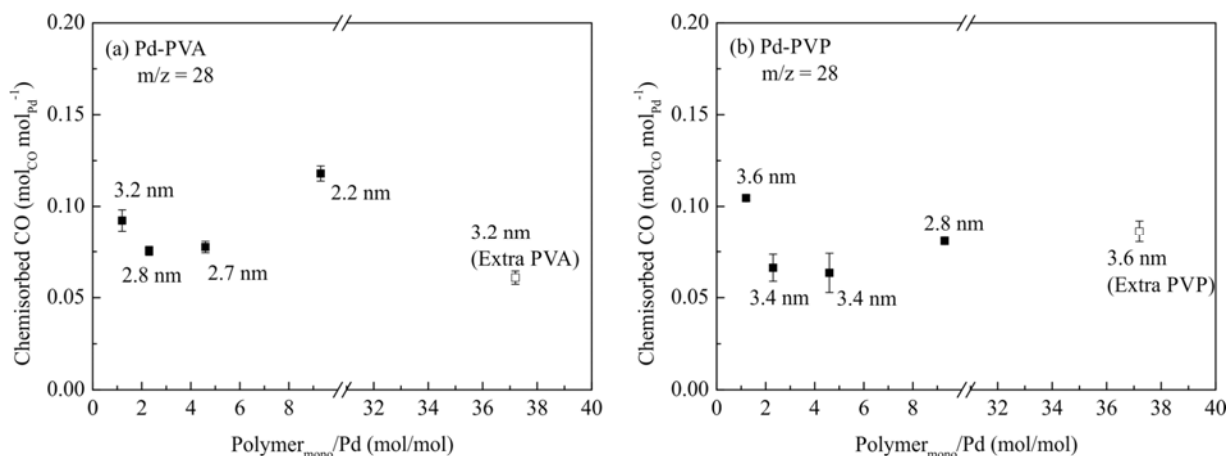 (a) Pd-PVA
m/z = 28
0.20
0.15
0.10
0.05
0.00
Chemisorbed CO (mol_CO mol_Pd^-1)
3.2 nm
2.8 nm
2.7 nm
2.2 nm
3.2 nm
(Extra PVA)
0 2 4 6 8 32 34 36 38 40
Polymer_mono/Pd (mol/mol)
(b) Pd-PVP
m/z = 28
0.20
0.15
0.10
0.05
0.00
Chemisorbed CO (mol_CO mol_Pd^-1)
3.6 nm
3.4 nm
3.4 nm
2.8 nm
3.6 nm
(Extra PVP)
0 2 4 6 8 32 34 36 38 40
Polymer_mono/Pd (mol/mol)